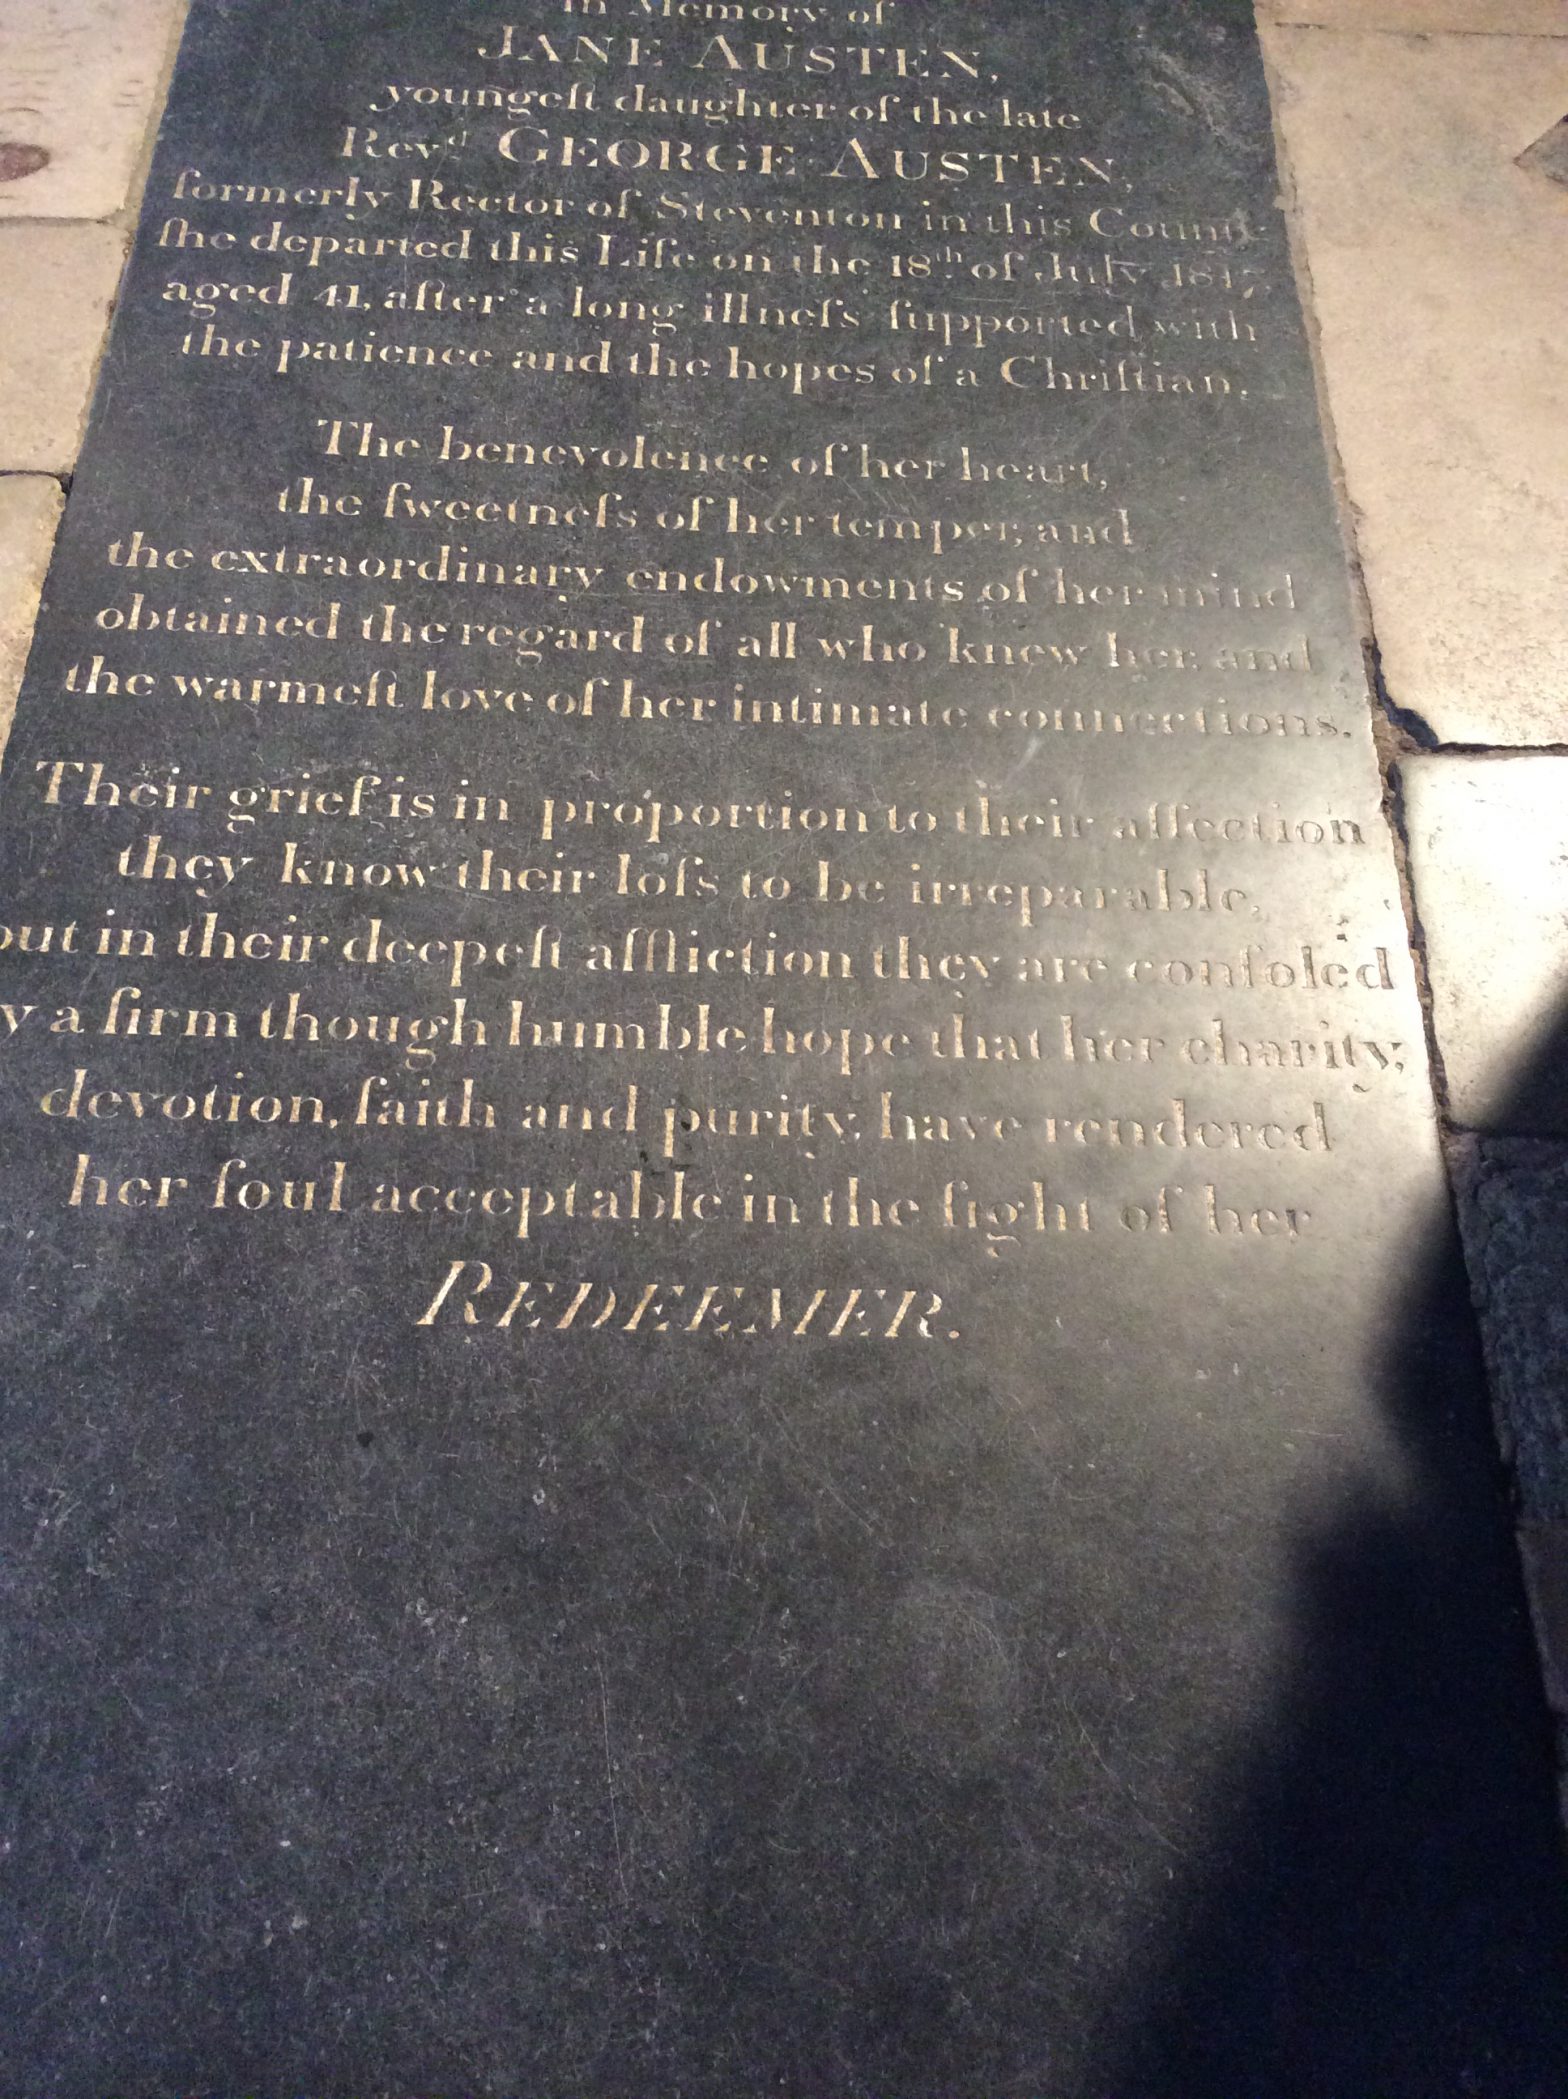 In Memory of
JANE AUSTEN,
youngeſt daughter of the late
Revd GEORGE AUSTEN,
formerly Rector of Steventon in this County
ſhe departed this Life on the 18th of July 1817,
aged 41, after a long illneſs ſupported with
the patience and the hopes of a Chriſtian.
The benevolence of her heart,
the ſweetneſs of her temper, and
the extraordinary endowments of her mind
obtained the regard of all who knew her, and
the warmeſt love of her intimate connections.
Their grief is in proportion to their affection
they know their loſs to be irreparable,
but in their deepeſt affliction they are conſoled
y a firm though humble hope that her charity,
devotion, faith and purity, have rendered
her ſoul acceptable in the ſight of her
REDEEMER.